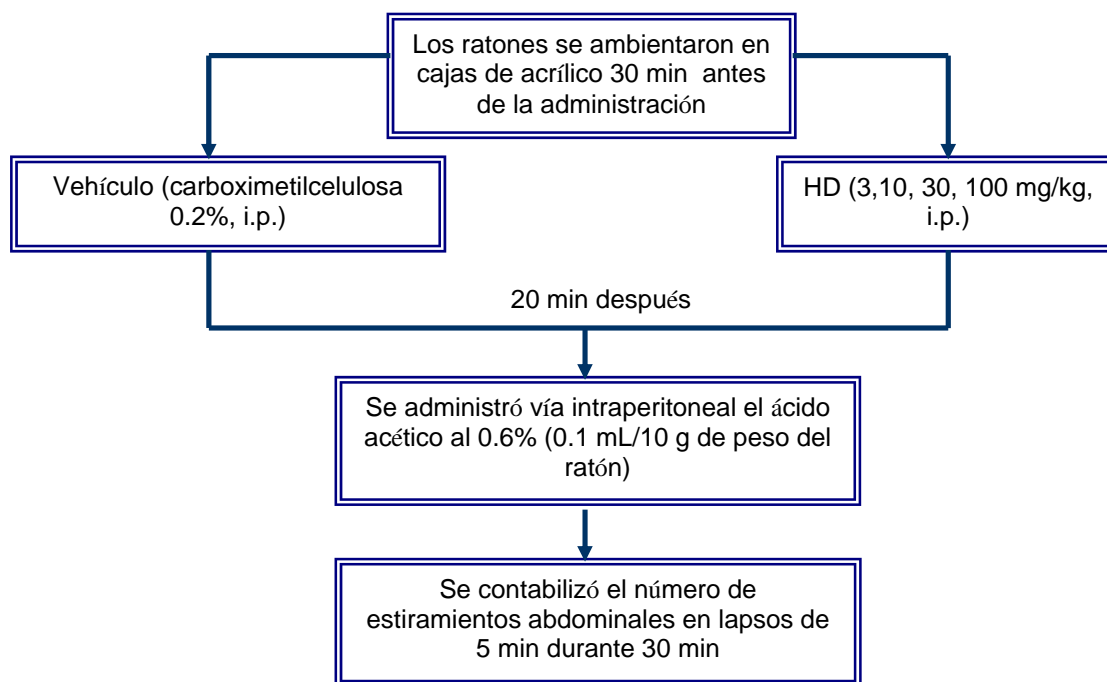 Los ratones se ambientaron en
cajas de acrílico 30 min antes
de la administración
Vehículo (carboximetilcelulosa
0.2%, i.p.)
HD (3,10, 30, 100 mg/kg,
i.p.)
20 min después
Se administró vía intraperitoneal el ácido
acético al 0.6% (0.1 mL/10 g de peso del
ratón)
Se contabilizó el número de
estiramientos abdominales en lapsos de
5 min durante 30 min